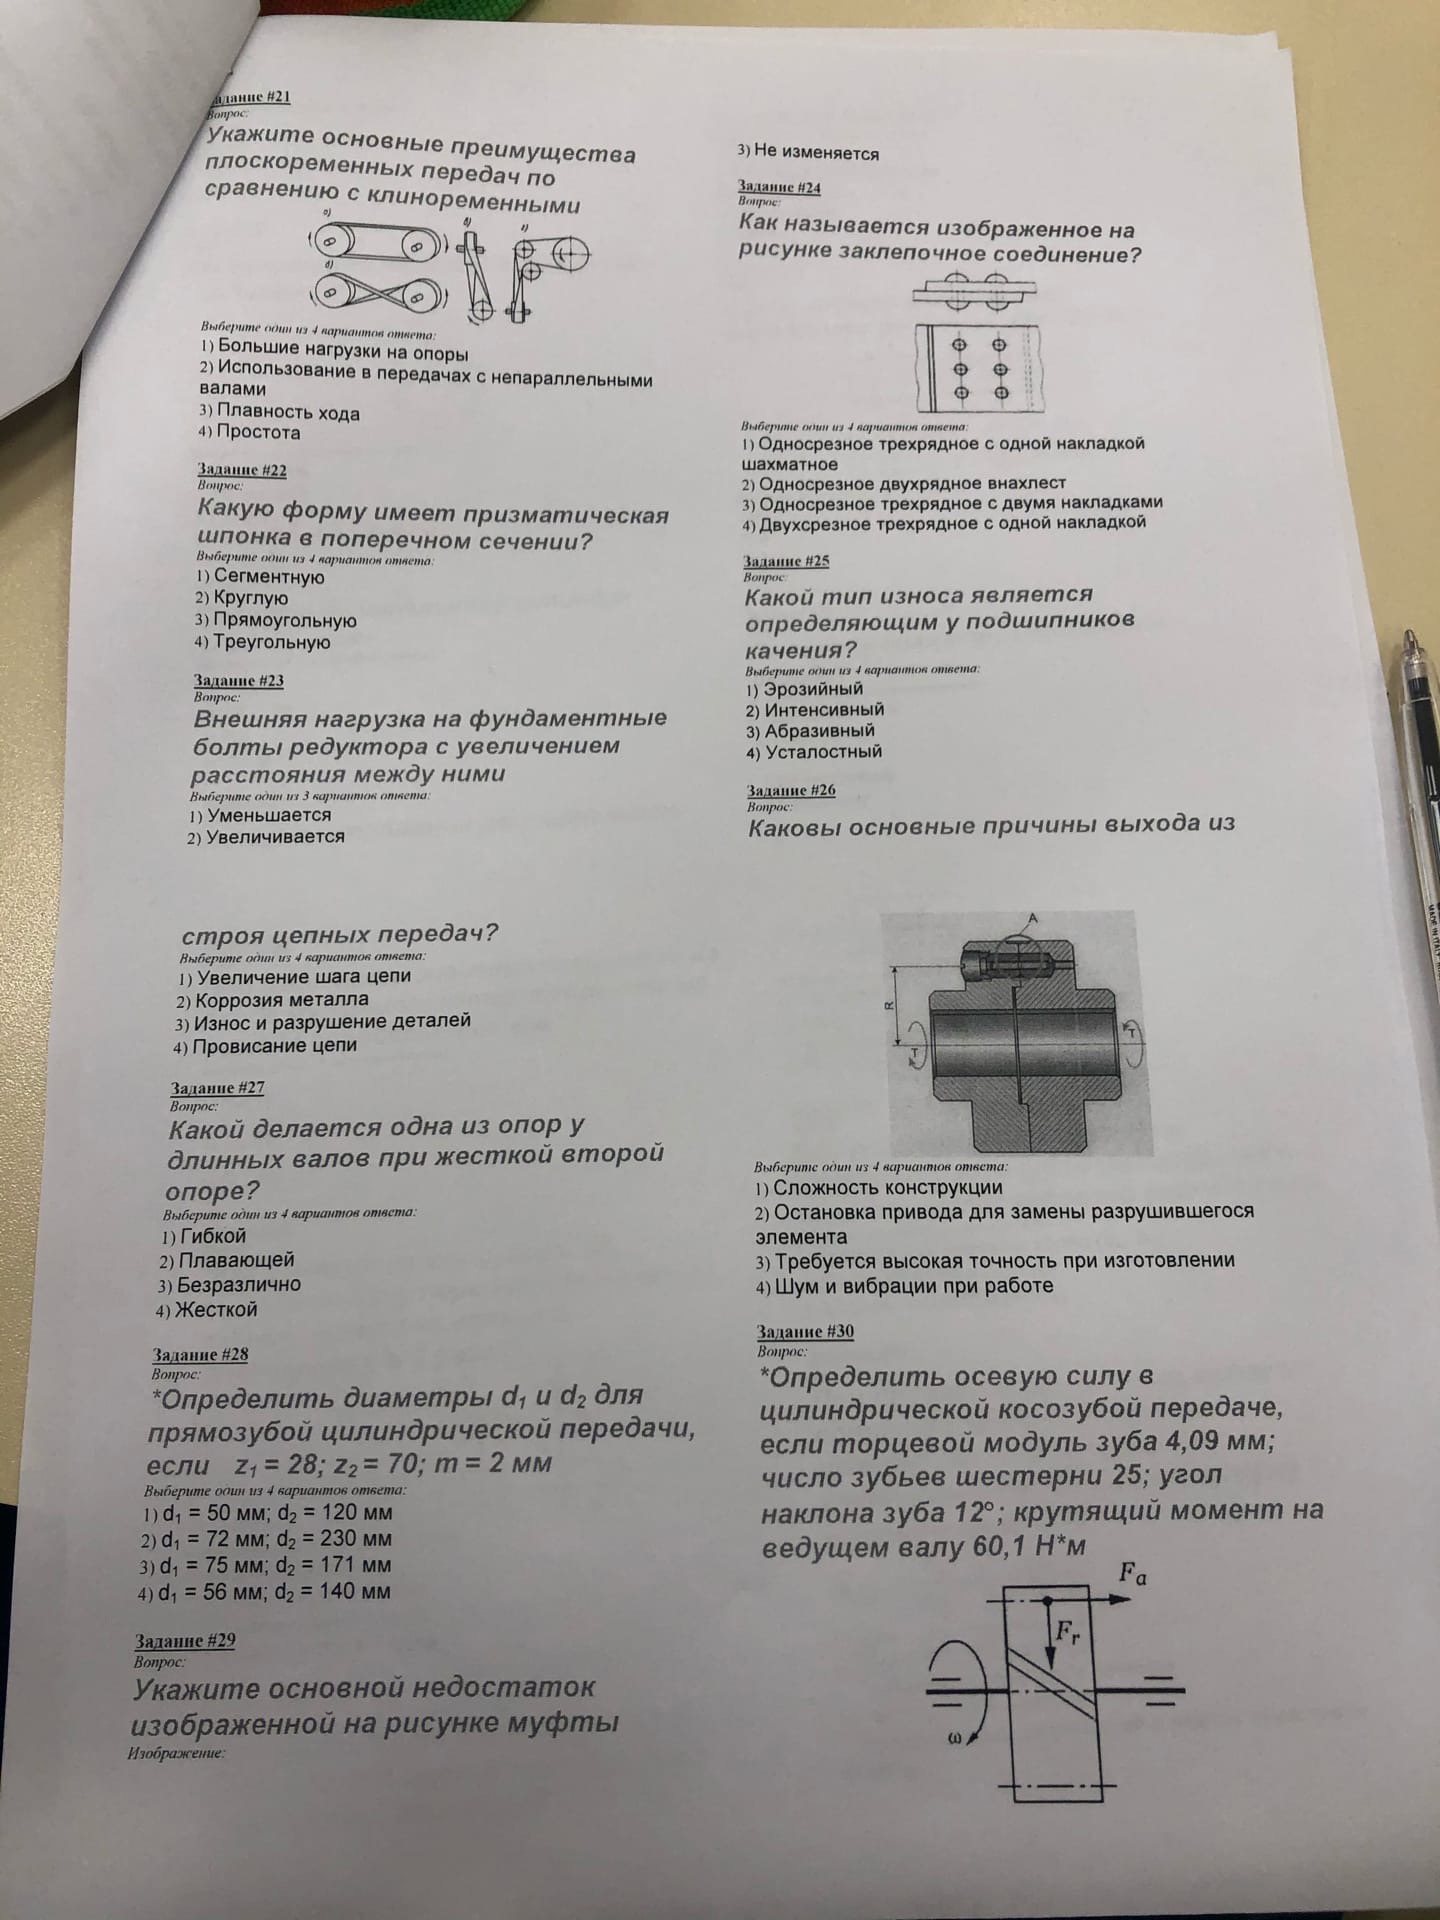 Задание #21
Вопрос:
Укажите основные преимущества
плоскоременных передач по
сравнению с клиноременными
Выберите один из 4 вариантов ответа:
1) Большие нагрузки на опоры
2) Использование в передачах с непараллельными
валами
3) Плавность хода
4) Простота
Задание #22
Вопрос:
Какую форму имеет призматическая
шпонка в поперечном сечении?
Выберите один из 4 вариантов ответа:
1) Сегментную
2) Круглую
3) Прямоугольную
4) Треугольную
Задание #23
Вопрос:
Внешняя нагрузка на фундаментные
болты редуктора с увеличением
расстояния между ними
Выберите один из 3 вариантов ответа:
1) Уменьшается
2) Увеличивается
3) Не изменяется
Задание #24
Вопрос:
Как называется изображенное на
рисунке заклепочное соединение?
Выберите один из 4 вариантов ответа:
1) Односрезное трехрядное с одной накладкой
шахматное
2) Односрезное двухрядное внахлест
3) Односрезное трехрядное с двумя накладками
4) Двухсрезное трехрядное с одной накладкой
Задание #25
Вопрос:
Какой тип износа является
определяющим у подшипников
качения?
Выберите один из 4 вариантов ответа:
1) Эрозийный
2) Интенсивный
3) Абразивный
4) Усталостный
Задание #26
Вопрос:
Каковы основные причины выхода из
строя цепных передач?
Выберите один из 4 вариантов ответа:
1) Увеличение шага цепи
2) Коррозия металла
3) Износ и разрушение деталей
4) Провисание цепи
Задание #27
Вопрос:
Какой делается одна из опор у
длинных валов при жесткой второй
опоре?
Выберите один из 4 вариантов ответа:
1) Гибкой
2) Плавающей
3) Безразлично
4) Жесткой
Задание #28
Вопрос:
*Определить диаметры d₁ и d₂ для
прямозубой цилиндрической передачи,
если z₁ = 28; z₂ = 70; m = 2 мм
Выберите один из 4 вариантов ответа:
1) d₁ = 50 мм; d₂ = 120 мм
2) d₁ = 72 мм; d₂ = 230 мм
3) d₁ = 75 мм; d₂ = 171 мм
4) d₁ = 56 мм; d₂ = 140 мм
Задание #29
Вопрос:
Укажите основной недостаток
изображенной на рисунке муфты
Изображение:
A
R
T
T
Выберите один из 4 вариантов ответа:
1) Сложность конструкции
2) Остановка привода для замены разрушившегося
элемента
3) Требуется высокая точность при изготовлении
4) Шум и вибрации при работе
Задание #30
Вопрос:
*Определить осевую силу в
цилиндрической косозубой передаче,
если торцевой модуль зуба 4,09 мм;
число зубьев шестерни 25; угол
наклона зуба 12°; крутящий момент на
ведущем валу 60,1 Н*м
Fa
Fr
ω